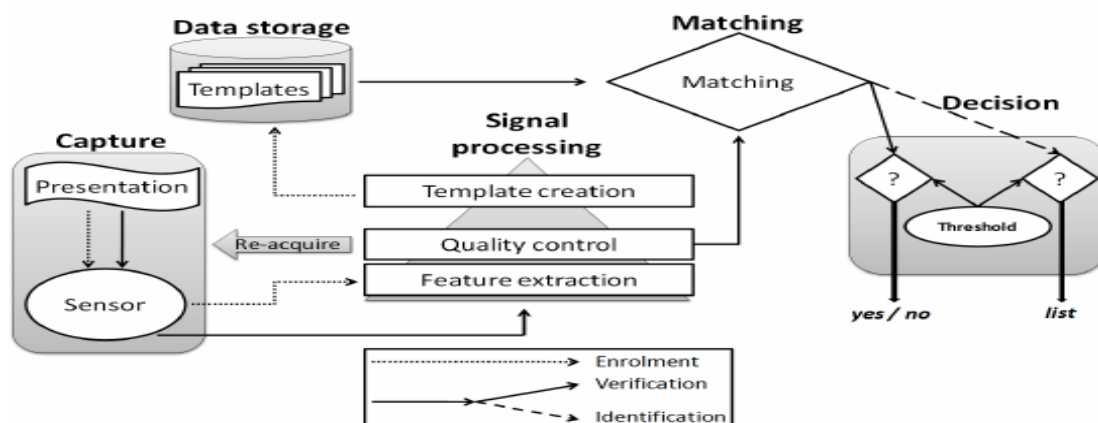 Data storage
Templates
Matching
Matching
Decision
Capture
Presentation
Sensor
Signal
processing
Template creation
Re-acquire
Quality control
Feature extraction
?
?
Threshold
yes / no
list
Enrolment
Verification
Identification